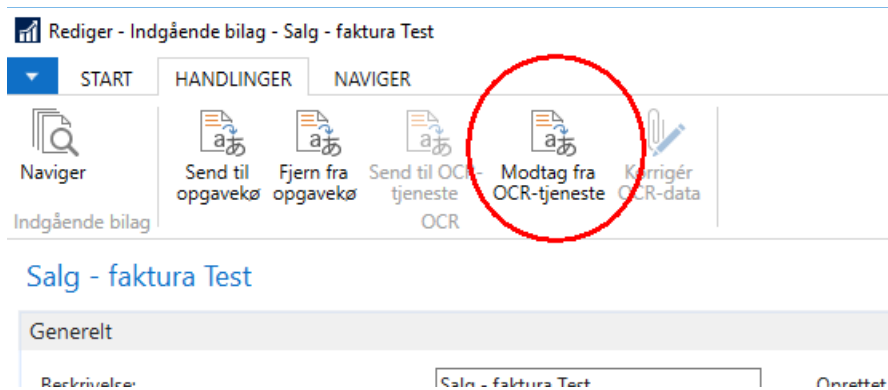 Rediger - Indgående bilag - Salg - faktura Test
START HANDLINGER NAVIGER
Naviger Send til Fjern fra Send til OCR- Modtag fra Korrigér
opgavekø opgavekø tjeneste OCR-tjeneste OCR-data
Indgående bilag OCR
Salg - faktura Test
Generelt
Beskrivelse: Salg - faktura Test Oprettet